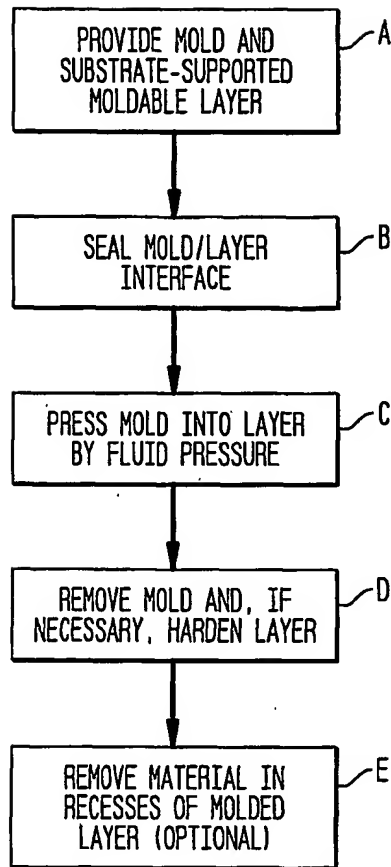 PROVIDE MOLD AND
SUBSTRATE-SUPPORTED
MOLDABLE LAYER
A
SEAL MOLD/LAYER
INTERFACE
B
PRESS MOLD INTO LAYER
BY FLUID PRESSURE
C
REMOVE MOLD AND, IF
NECESSARY, HARDEN LAYER
D
REMOVE MATERIAL IN
RECESSES OF MOLDED
LAYER (OPTIONAL)
E